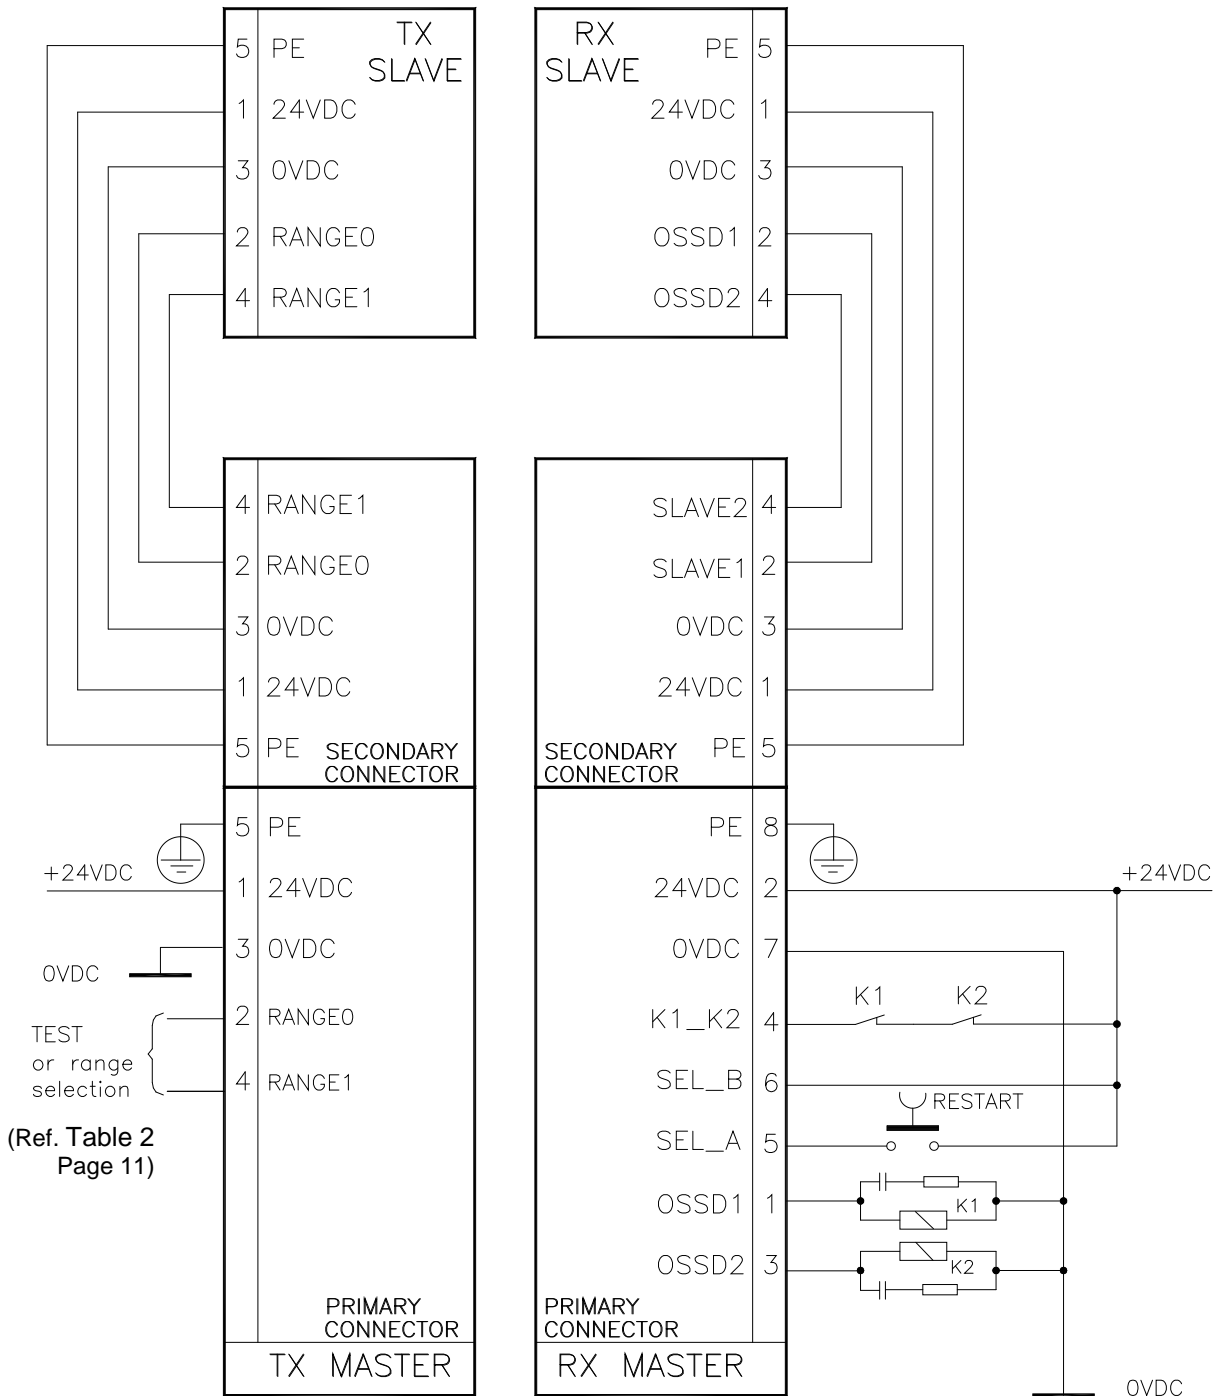 TX
SLAVE
5 PE
1 24VDC
3 0VDC
2 RANGE0
4 RANGE1
RX
SLAVE
PE 5
24VDC 1
0VDC 3
OSSD1 2
OSSD2 4
4 RANGE1
2 RANGE0
3 0VDC
1 24VDC
5 PE
SECONDARY
CONNECTOR
SLAVE2 4
SLAVE1 2
0VDC 3
24VDC 1
PE 5
SECONDARY
CONNECTOR
5 PE
+24VDC
1 24VDC
3 0VDC
0VDC
2 RANGE0
4 RANGE1
TEST
or range
selection
(Ref. Table 2
Page 11)
PRIMARY
CONNECTOR
TX MASTER
PE 8
24VDC 2
+24VDC
0VDC 7
K1_K2 4
K1
K2
SEL_B 6
RESTART
SEL_A 5
OSSD1 1
K1
OSSD2 3
K2
PRIMARY
CONNECTOR
RX MASTER
0VDC